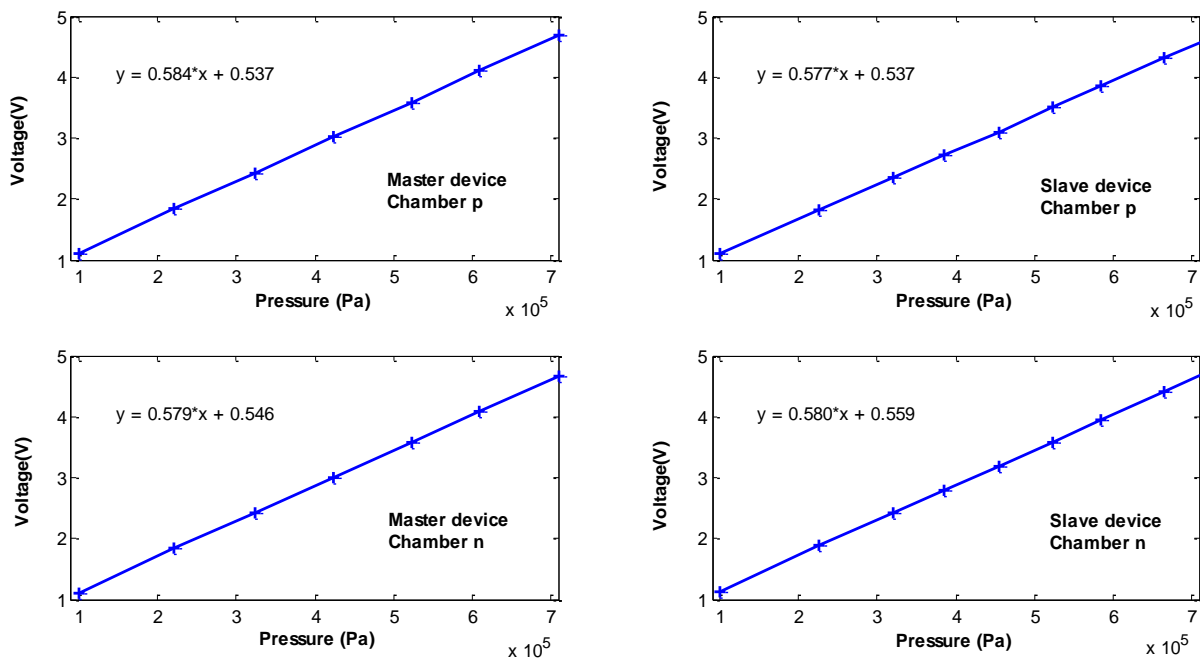 5
4
3
2
1
Voltage(V)
y = 0.584*x + 0.537
Master device
Chamber p
1 2 3 4 5 6 7
Pressure (Pa)
x 10^5
5
4
3
2
1
Voltage(V)
y = 0.577*x + 0.537
Slave device
Chamber p
1 2 3 4 5 6 7
Pressure (Pa)
x 10^5
5
4
3
2
1
Voltage(V)
y = 0.579*x + 0.546
Master device
Chamber n
1 2 3 4 5 6 7
Pressure (Pa)
x 10^5
5
4
3
2
1
Voltage(V)
y = 0.580*x + 0.559
Slave device
Chamber n
1 2 3 4 5 6 7
Pressure (Pa)
x 10^5